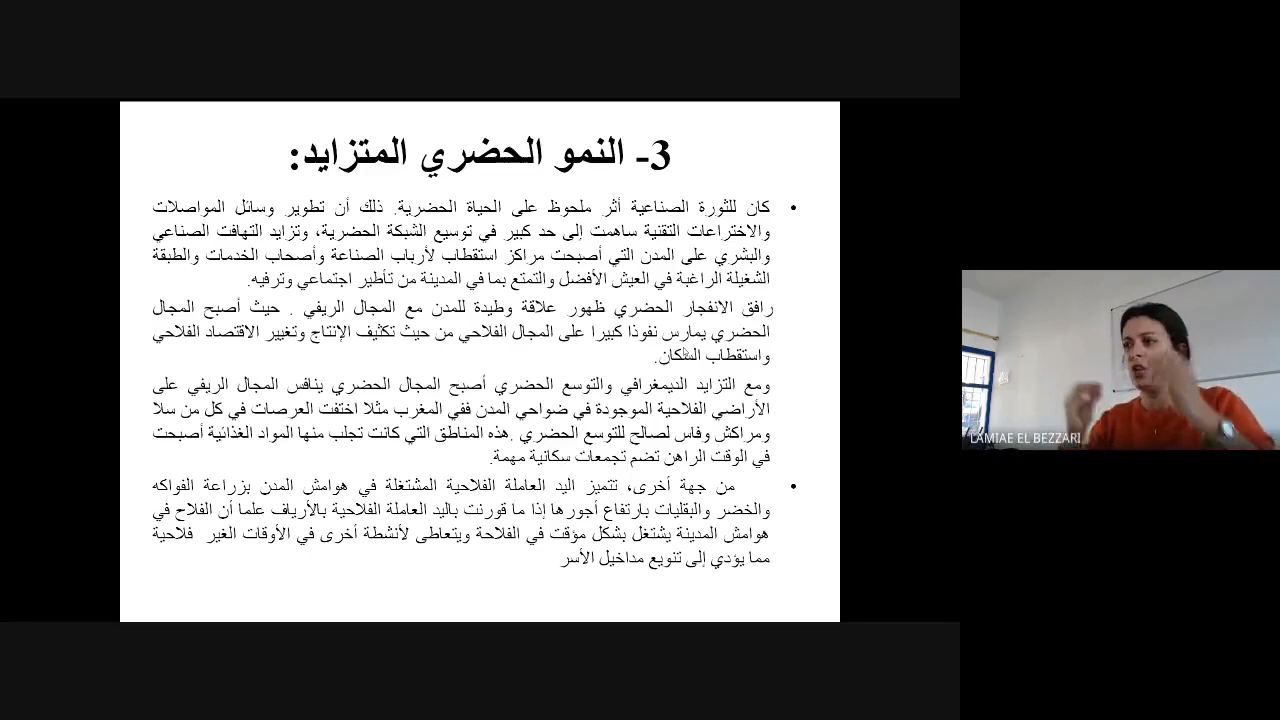 3- النمو الحضري المتزايد:
• كان للثورة الصناعية أثر ملحوظ على الحياة الحضرية. ذلك أن تطوير وسائل المواصلات
والاختراعات التقنية ساهمت إلى حد كبير في توسيع الشبكة الحضرية، وتزايد التهافت الصناعي
والبشري على المدن التي أصبحت مراكز استقطاب لأرباب الصناعة وأصحاب الخدمات والطبقة
الشغيلة الراغبة في العيش الأفضل والتمتع بما في المدينة من تأطير اجتماعي وترفيه.
رافق الانفجار الحضري ظهور علاقة وطيدة للمدن مع المجال الريفي . حيث أصبح المجال
الحضري يمارس نفوذا كبيرا على المجال الفلاحي من حيث تكثيف الإنتاج وتغيير الاقتصاد الفلاحي
واستقطاب السكان.
ومع التزايد الديمغرافي والتوسع الحضري أصبح المجال الحضري ينافس المجال الريفي على
الأراضي الفلاحية الموجودة في ضواحي المدن ففي المغرب مثلا اختفت العرصات في كل من سلا
ومراكش وفاس لصالح للتوسع الحضري .هذه المناطق التي كانت تجلب منها المواد الغذائية أصبحت
في الوقت الراهن تضم تجمعات سكانية مهمة.
• من جهة أخرى، تتميز اليد العاملة الفلاحية المشتغلة في هوامش المدن بزراعة الفواكه
والخضر والبقليات بارتفاع أجورها إذا ما قورنت باليد العاملة الفلاحية بالأرياف علما أن الفلاح في
هوامش المدينة يشتغل بشكل مؤقت في الفلاحة ويتعاطى لأنشطة أخرى في الأوقات الغير فلاحية
مما يؤدي إلى تنويع مداخيل الأسر
LAMIAE EL BEZZARI